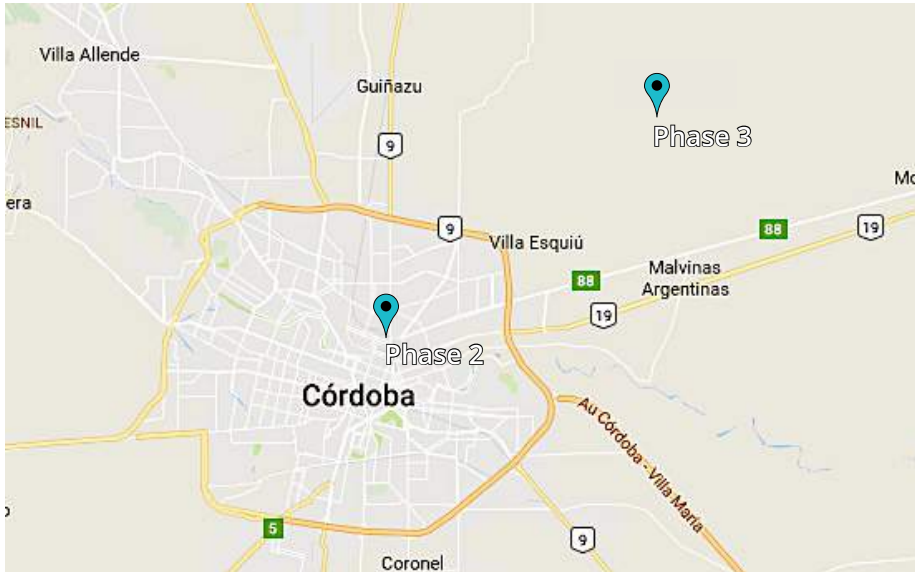 Villa Allende
Guiñazu
ESNIL
9
Phase 3
Mo
era
9
Villa Esquiú
88
19
Malvinas
Argentinas
88
19
Phase 2
Córdoba
Au Córdoba - Villa María
5
9
Coronel